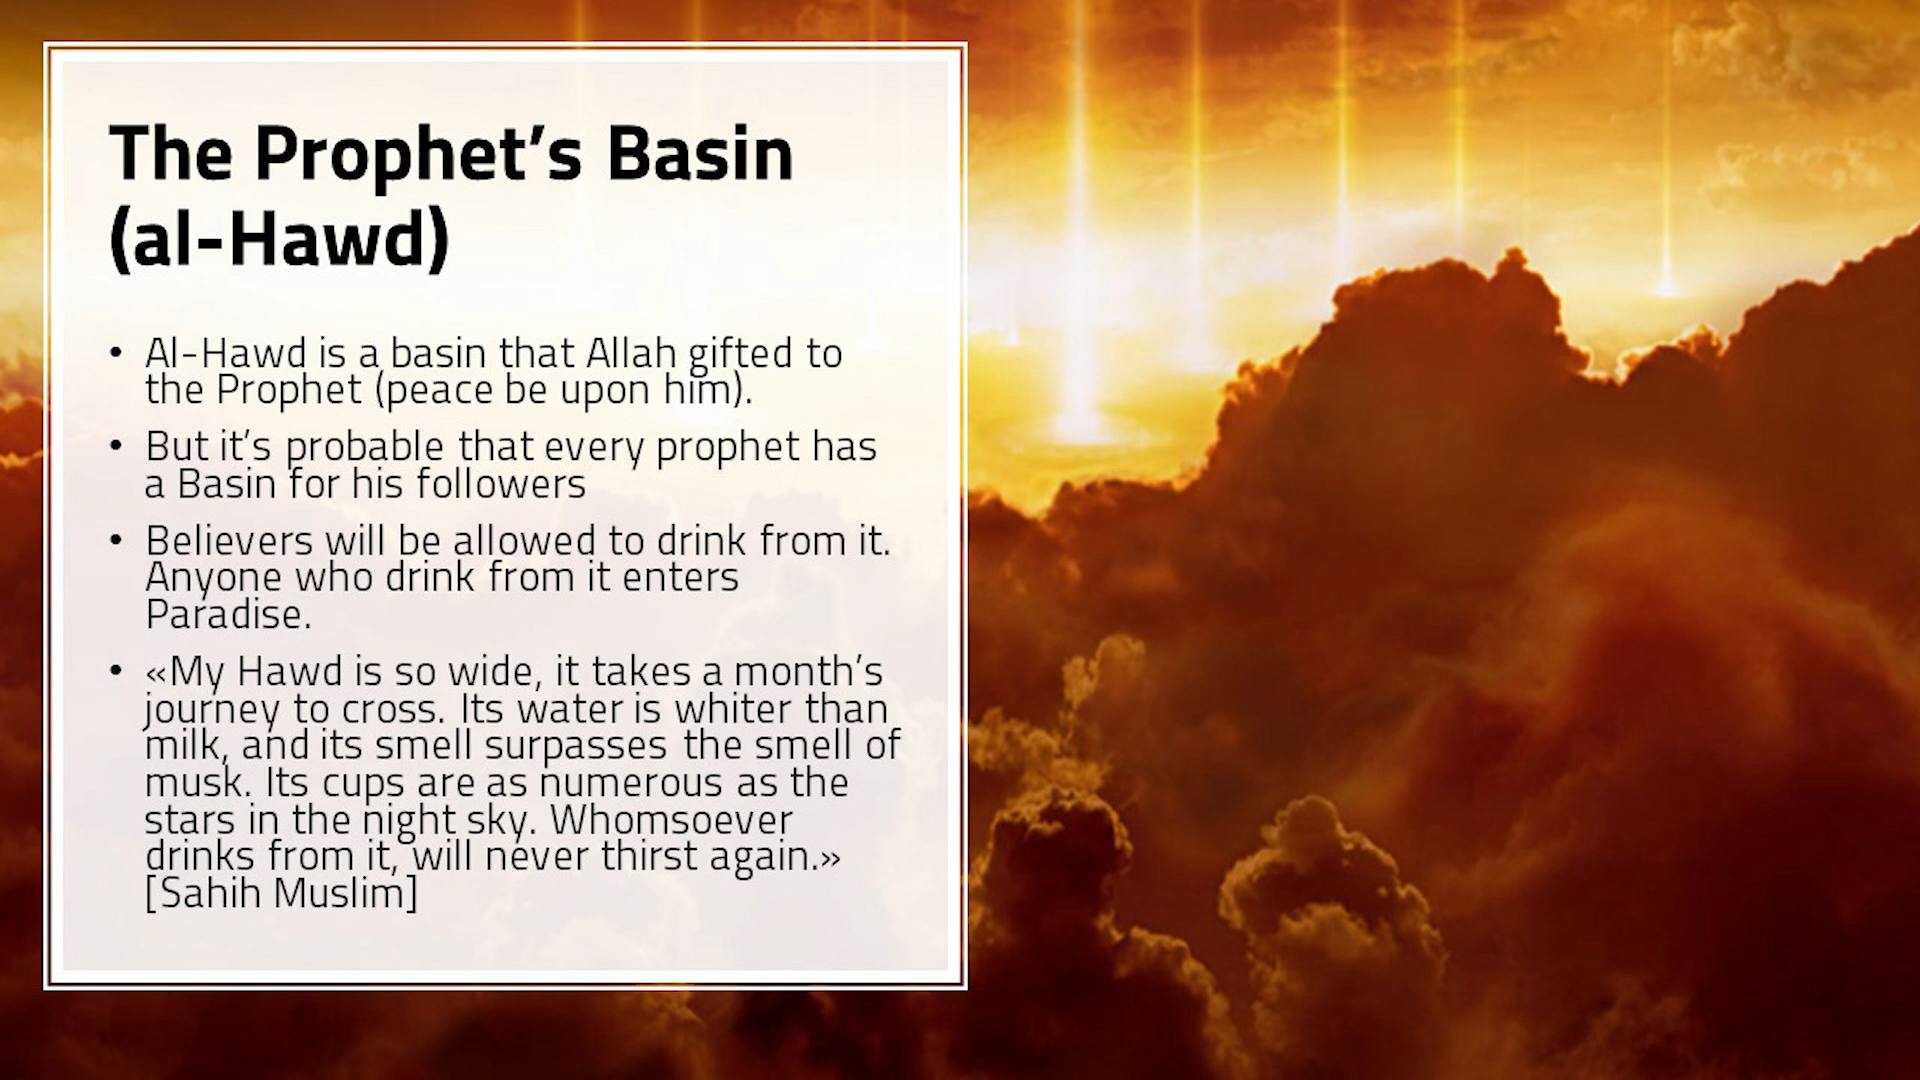 The Prophet’s Basin
(al-Hawd)
• Al-Hawd is a basin that Allah gifted to
the Prophet (peace be upon him).
• But it’s probable that every prophet has
a Basin for his followers
• Believers will be allowed to drink from it.
Anyone who drink from it enters
Paradise.
• «My Hawd is so wide, it takes a month’s
journey to cross. Its water is whiter than
milk, and its smell surpasses the smell of
musk. Its cups are as numerous as the
stars in the night sky. Whomsoever
drinks from it, will never thirst again.»
[Sahih Muslim]